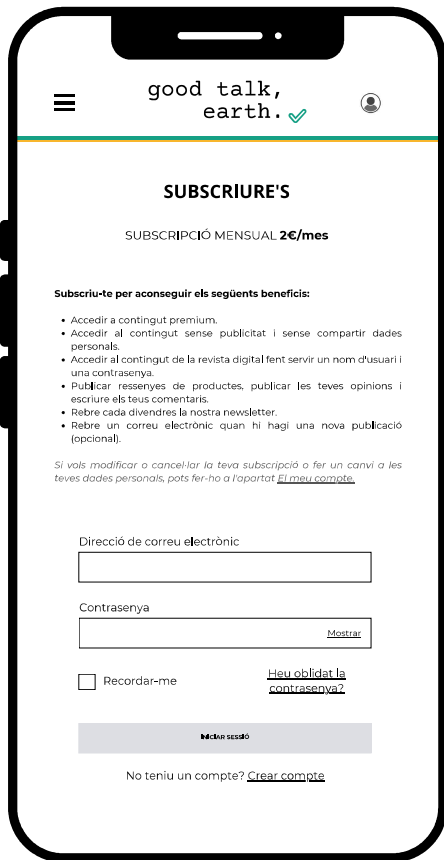 good talk,
earth.
SUBSCRIURE'S
SUBSCRIPCIÓ MENSUAL 2€/mes
Subscriu-te per aconseguir els següents beneficis:
• Accedir a contingut premium.
• Accedir al contingut sense publicitat i sense compartir dades
personals.
• Accedir al contingut de la revista digital fent servir un nom d'usuari i
una contrasenya.
• Publicar ressenyes de productes, publicar les teves opinions i
escriure els teus comentaris.
• Rebre cada divendres la nostra newsletter.
• Rebre un correu electrònic quan hi hagi una nova publicació
(opcional).
Si vols modificar o cancel·lar la teva subscripció o fer un canvi a les
teves dades personals, pots fer-ho a l'apartat El meu compte.
Direcció de correu electrònic
Contrasenya
Mostrar
Recordar-me
Heu oblidat la
contrasenya?
INICIAR SESSIÓ
No teniu un compte? Crear compte